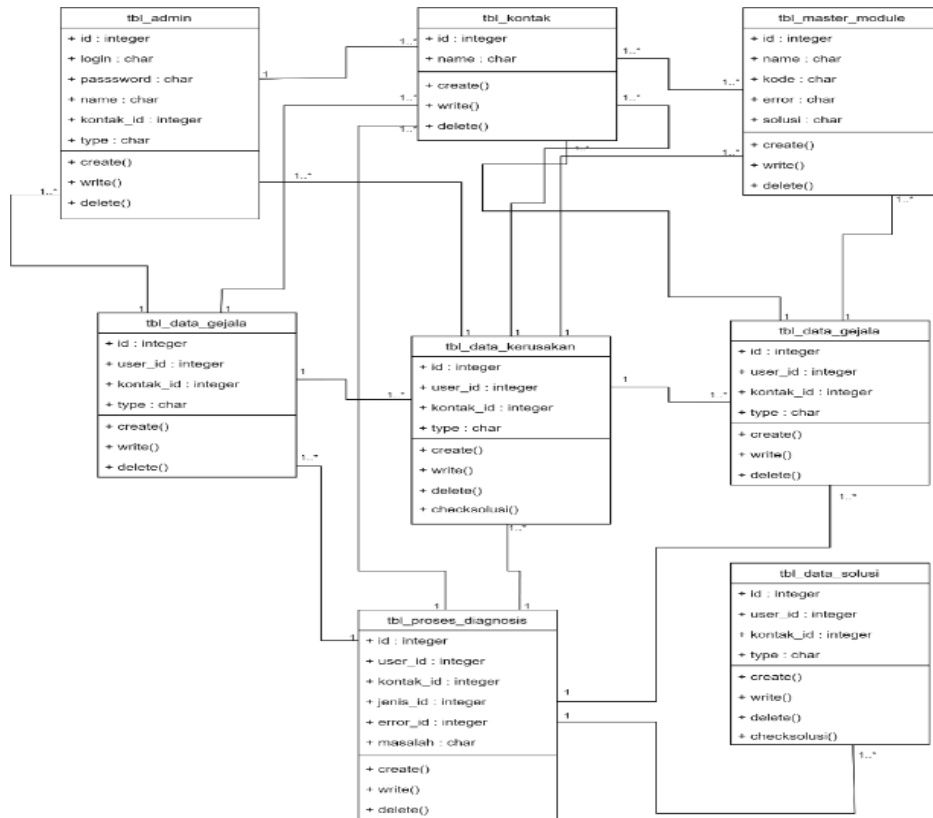 tbl_admin
+ id : integer
+ login : char
+ passsword : char
+ name : char
+ kontak_id : integer
+ type : char
+ create()
+ write()
+ delete()
tbl_kontak
+ id : integer
+ name : char
+ create()
+ write()
+ delete()
tbl_master_module
+ id : integer
+ name : char
+ kode : char
+ error : char
+ solusi : char
+ create()
+ write()
+ delete()
1
1..*
1..*
1..*
1..*
1..*
1..*
1..*
1..*
1..*
1..*
1..*
1
1
1
1
1
1
1
tbl_data_gejala
+ id : integer
+ user_id : integer
+ kontak_id : integer
+ type : char
+ create()
+ write()
+ delete()
tbl_data_kerusakan
+ id : integer
+ user_id : integer
+ kontak_id : integer
+ type : char
+ create()
+ write()
+ delete()
+ checksolusi()
tbl_data_gejala
+ id : integer
+ user_id : integer
+ kontak_id : integer
+ type : char
+ create()
+ write()
+ delete()
1
1..*
1
1..*
1..*
1..*
1..*
1
1
1
1
1
1..*
tbl_proses_diagnosis
+ id : integer
+ user_id : integer
+ kontak_id : integer
+ jenis_id : integer
+ error_id : integer
+ masalah : char
+ create()
+ write()
+ delete()
tbl_data_solusi
+ id : integer
+ user_id : integer
+ kontak_id : integer
+ type : char
+ create()
+ write()
+ delete()
+ checksolusi()